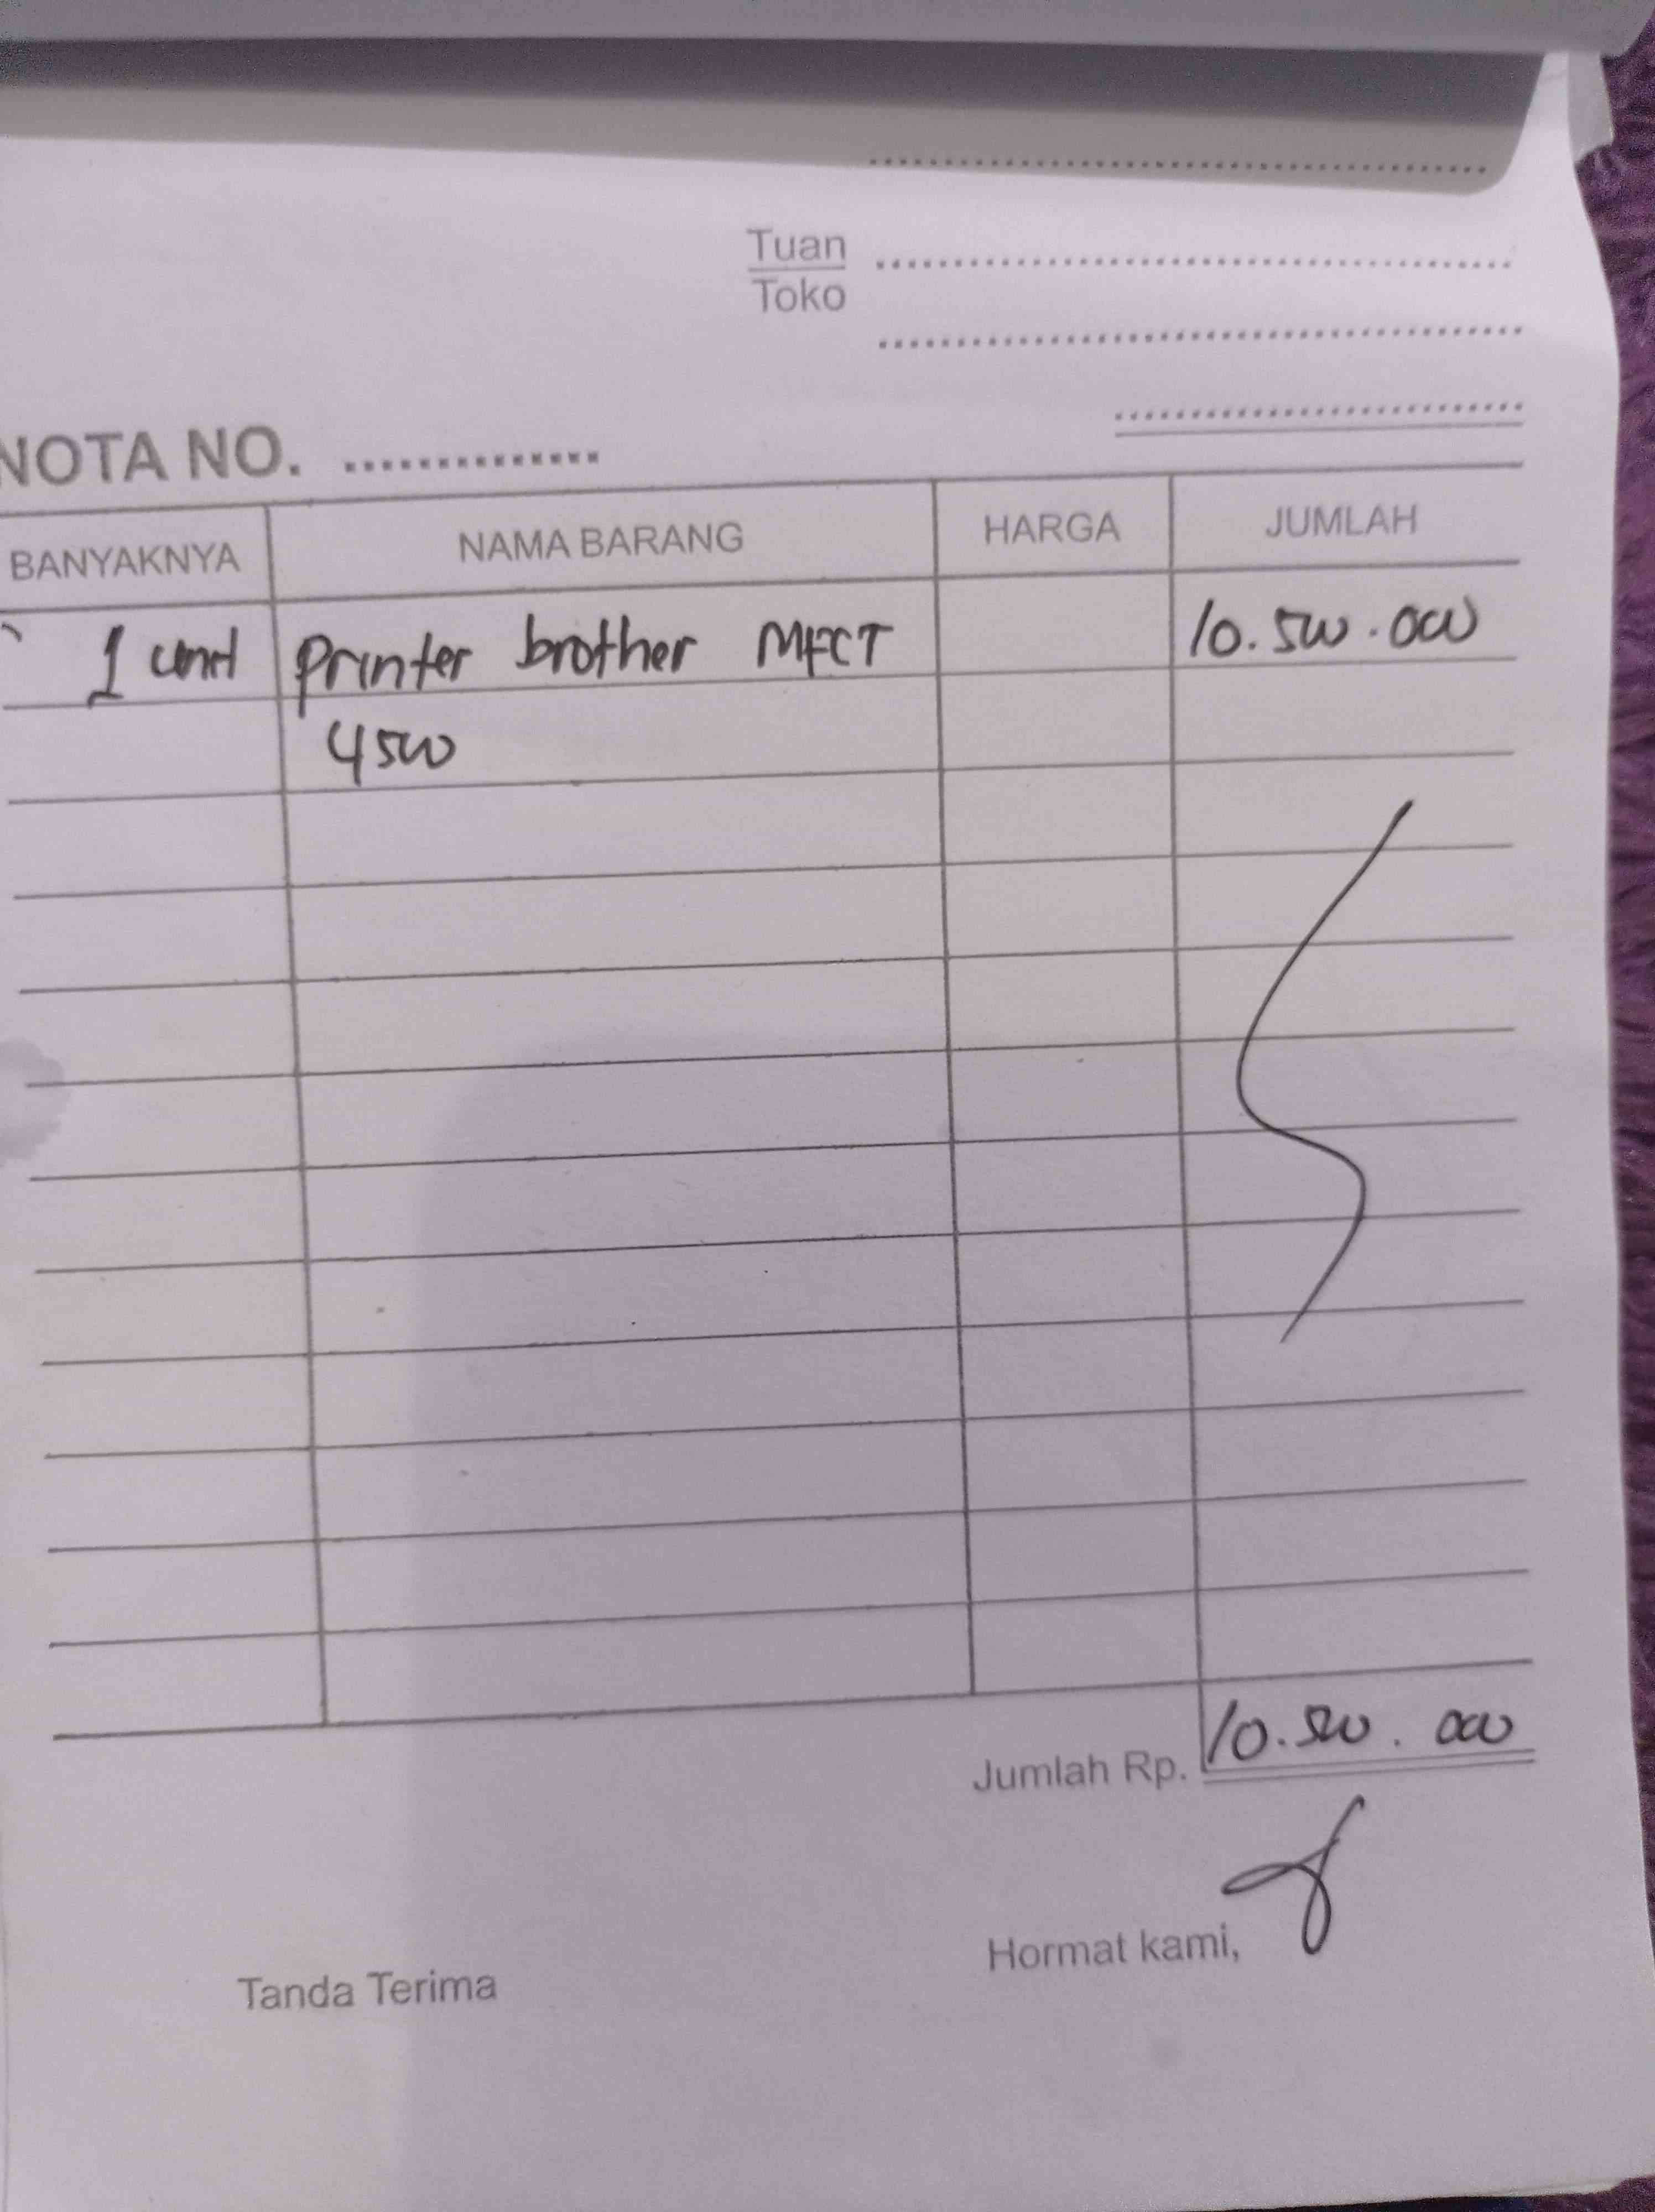 Tuan
Toko
NOTA NO.
BANYAKNYA NAMA BARANG HARGA JUMLAH
1 unit Printer brother MFCT 10.500.000
4500
Jumlah Rp. 10.500.000
Hormat kami,
Tanda Terima